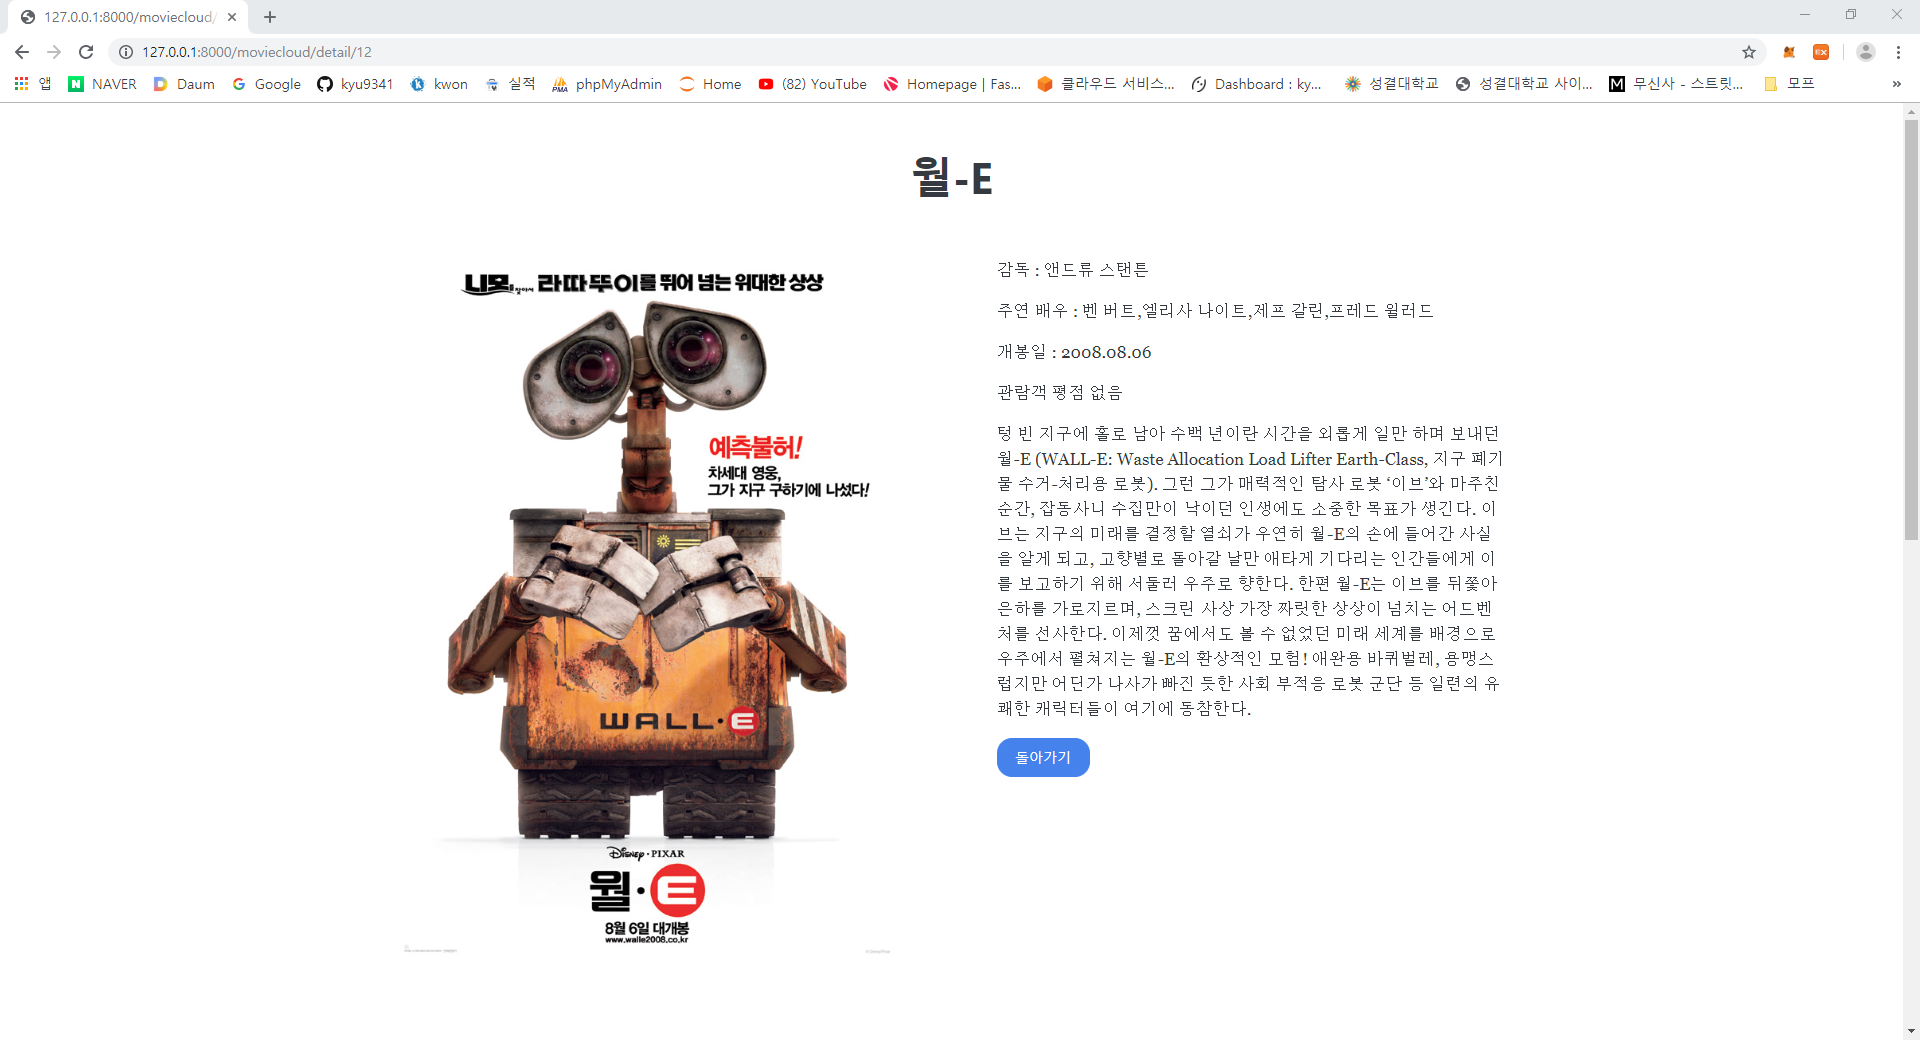 127.0.0.1:8000/moviecloud/
127.0.0.1:8000/moviecloud/detail/12
앱
NAVER
Daum
Google
kyu9341
kwon
실적
phpMyAdmin
Home
(82) YouTube
Homepage | Fas...
클라우드 서비스...
Dashboard : ky...
성결대학교
성결대학교 사이...
무신사 - 스트릿...
모프
월-E
니모를 찾아서 라따뚜이를 뛰어 넘는 위대한 상상
예측불허!
차세대 영웅,
그가 지구 구하기에 나섰다!
WALL·E
Disney·PIXAR
월·E
8월 6일 대개봉
www.walle2008.co.kr
감독 : 앤드류 스탠튼
주연 배우 : 벤 버트,엘리사 나이트,제프 갈린,프레드 윌러드
개봉일 : 2008.08.06
관람객 평점 없음
텅 빈 지구에 홀로 남아 수백 년이란 시간을 외롭게 일만 하며 보내던
월-E (WALL-E: Waste Allocation Load Lifter Earth-Class, 지구 폐기
물 수거-처리용 로봇). 그런 그가 매력적인 탐사 로봇 ‘이브’와 마주친
순간, 잡동사니 수집만이 낙이던 인생에도 소중한 목표가 생긴다. 이
브는 지구의 미래를 결정할 열쇠가 우연히 월-E의 손에 들어간 사실
을 알게 되고, 고향별로 돌아갈 날만 애타게 기다리는 인간들에게 이
를 보고하기 위해 서둘러 우주로 향한다. 한편 월-E는 이브를 뒤쫓아
은하를 가로지르며, 스크린 사상 가장 짜릿한 상상이 넘치는 어드벤
처를 선사한다. 이제껏 꿈에서도 볼 수 없었던 미래 세계를 배경으로
우주에서 펼쳐지는 월-E의 환상적인 모험! 애완용 바퀴벌레, 용맹스
럽지만 어딘가 나사가 빠진 듯한 사회 부적응 로봇 군단 등 일련의 유
쾌한 캐릭터들이 여기에 동참한다.
돌아가기